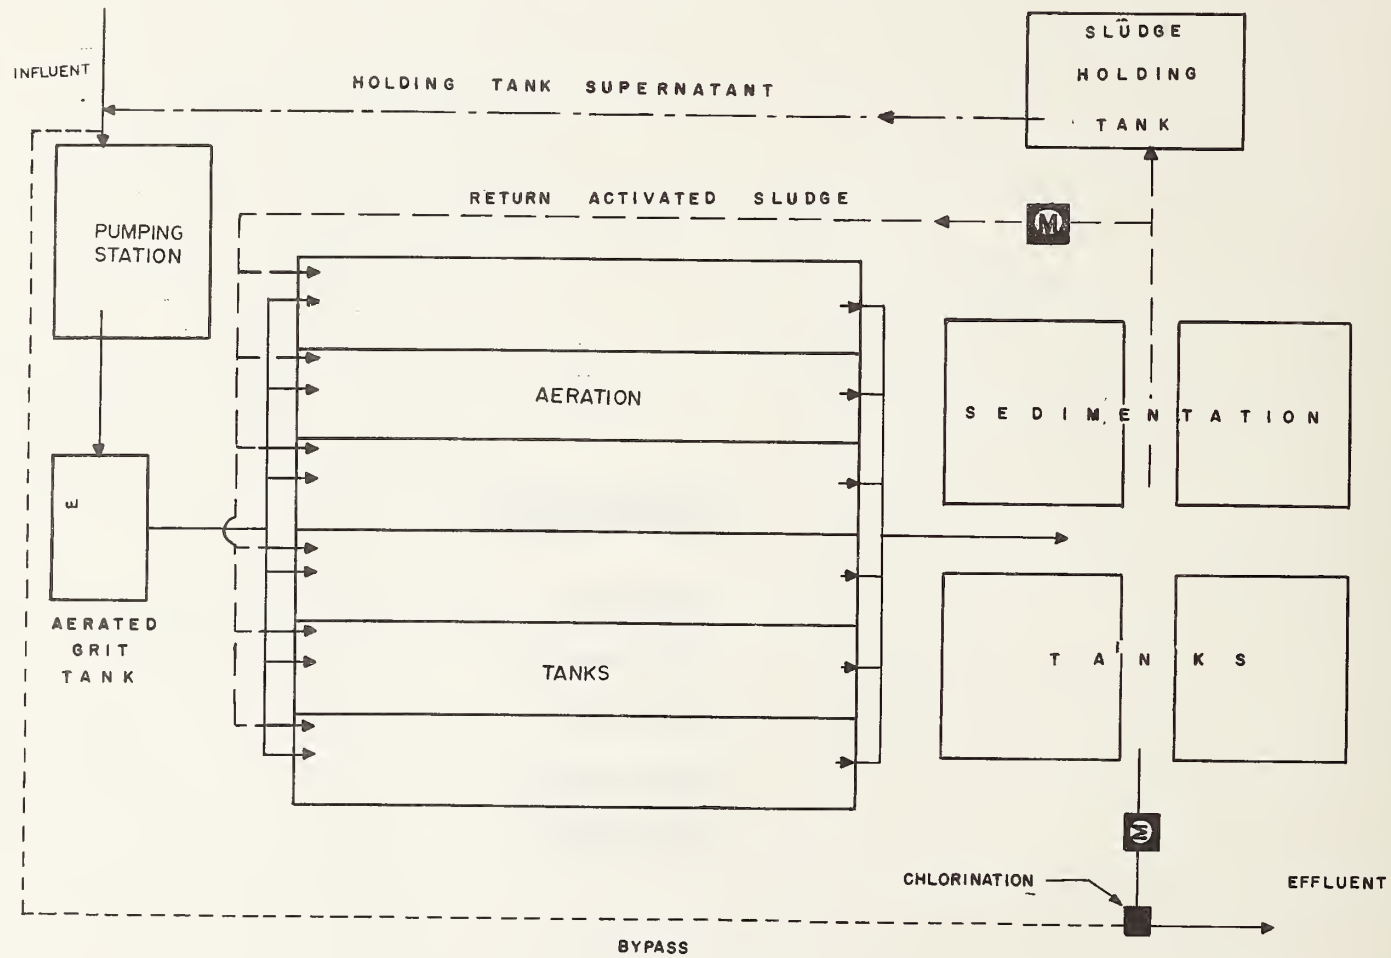 SLUDGE
HOLDING
TANK
INFLUENT
HOLDING TANK SUPERNATANT
RETURN ACTIVATED SLUDGE
M
PUMPING
STATION
AERATION
SEDIMENTATION
E
AERATED
GRIT
TANK
TANKS
TANKS
M
CHLORINATION
EFFLUENT
BYPASS